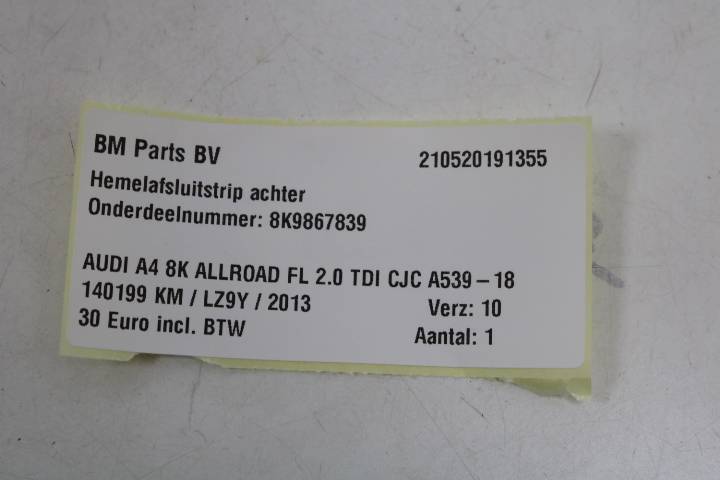 BM Parts BV 210520191355
Hemelafsluitstrip achter
Onderdeelnummer: 8K9867839
AUDI A4 8K ALLROAD FL 2.0 TDI CJC A539-18
140199 KM / LZ9Y / 2013 Verz: 10
30 Euro incl. BTW Aantal: 1